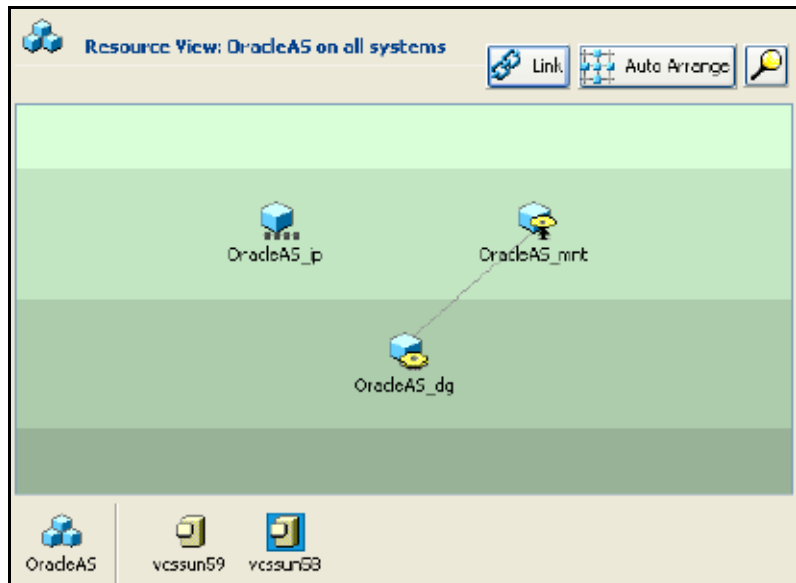 Resource View: OracleAS on all systems
Link
Auto Arrange
OracleAS_ip
OracleAS_mnt
OracleAS_dg
OracleAS
vcssun59
vcssun58